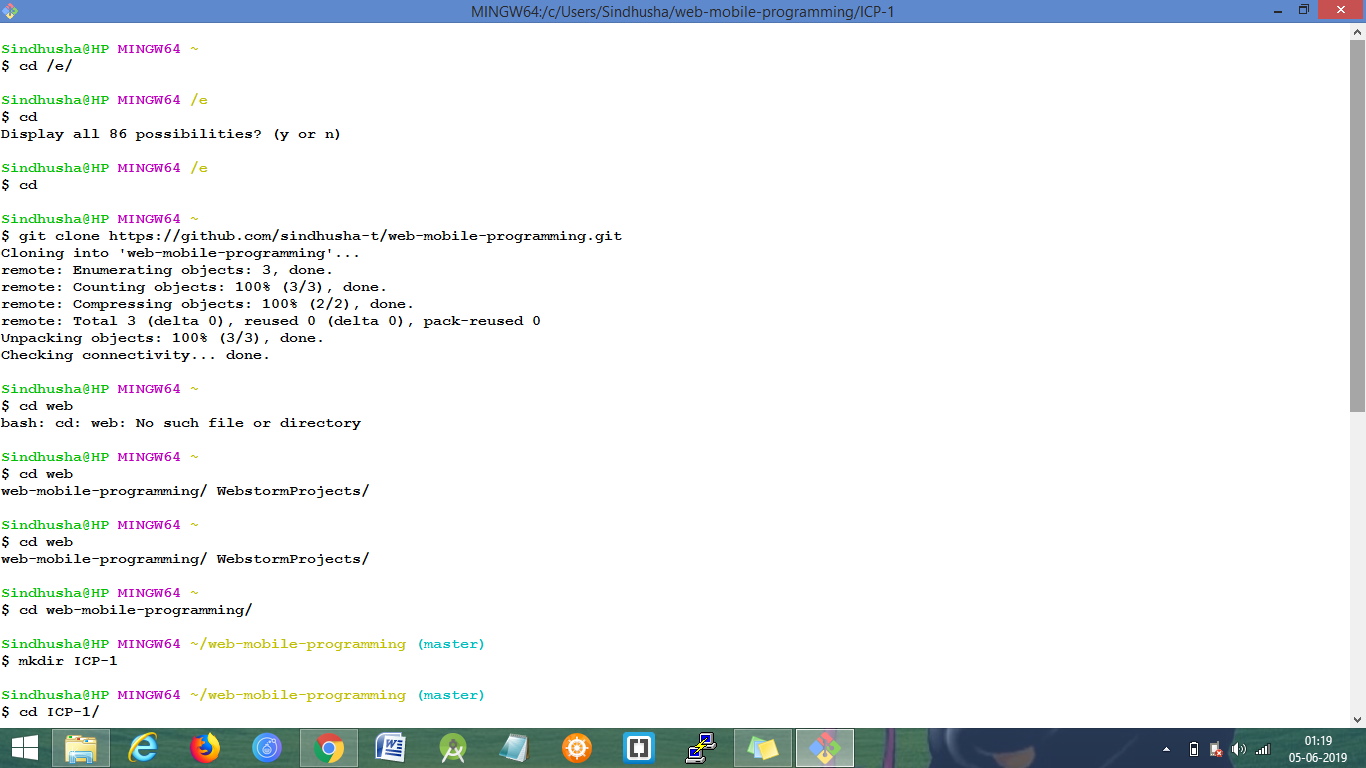 MINGW64:/c/Users/Sindhusha/web-mobile-programming/ICP-1
Sindhusha@HP MINGW64 ~
$ cd /e/
Sindhusha@HP MINGW64 /e
$ cd
Display all 86 possibilities? (y or n)
Sindhusha@HP MINGW64 /e
$ cd
Sindhusha@HP MINGW64 ~
$ git clone https://github.com/sindhusha-t/web-mobile-programming.git
Cloning into 'web-mobile-programming'...
remote: Enumerating objects: 3, done.
remote: Counting objects: 100% (3/3), done.
remote: Compressing objects: 100% (2/2), done.
remote: Total 3 (delta 0), reused 0 (delta 0), pack-reused 0
Unpacking objects: 100% (3/3), done.
Checking connectivity... done.
Sindhusha@HP MINGW64 ~
$ cd web
bash: cd: web: No such file or directory
Sindhusha@HP MINGW64 ~
$ cd web
web-mobile-programming/ WebstormProjects/
Sindhusha@HP MINGW64 ~
$ cd web
web-mobile-programming/ WebstormProjects/
Sindhusha@HP MINGW64 ~
$ cd web-mobile-programming/
Sindhusha@HP MINGW64 ~/web-mobile-programming (master)
$ mkdir ICP-1
Sindhusha@HP MINGW64 ~/web-mobile-programming (master)
$ cd ICP-1/
01:19
05-06-2019